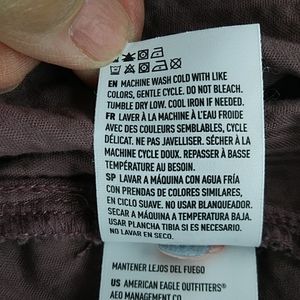 EN MACHINE WASH COLD WITH LIKE
COLORS, GENTLE CYCLE. DO NOT BLEACH.
TUMBLE DRY LOW. COOL IRON IF NEEDED.
FR LAVER À LA MACHINE À L'EAU FROIDE
AVEC DES COULEURS SEMBLABLES, CYCLE
DÉLICAT. NE PAS JAVELLISER. SÉCHER À LA
MACHINE CYCLE DOUX. REPASSER À BASSE
TEMPÉRATURE SI NÉCESSAIRE.
SP LAVAR A MÁQUINA CON AGUA FRÍA
CON PRENDAS DE COLORES SIMILARES,
EN CICLO SUAVE. NO USAR BLANQUEADOR.
SECAR A MÁQUINA A TEMPERATURA BAJA.
USAR PLANCHA TIBIA SI ES NECESARIO.
NO LAVAR EN SECO.
MANTENER LEJOS DEL FUEGO
US AMERICAN EAGLE OUTFITTERS®
AEO MANAGEMENT CO.